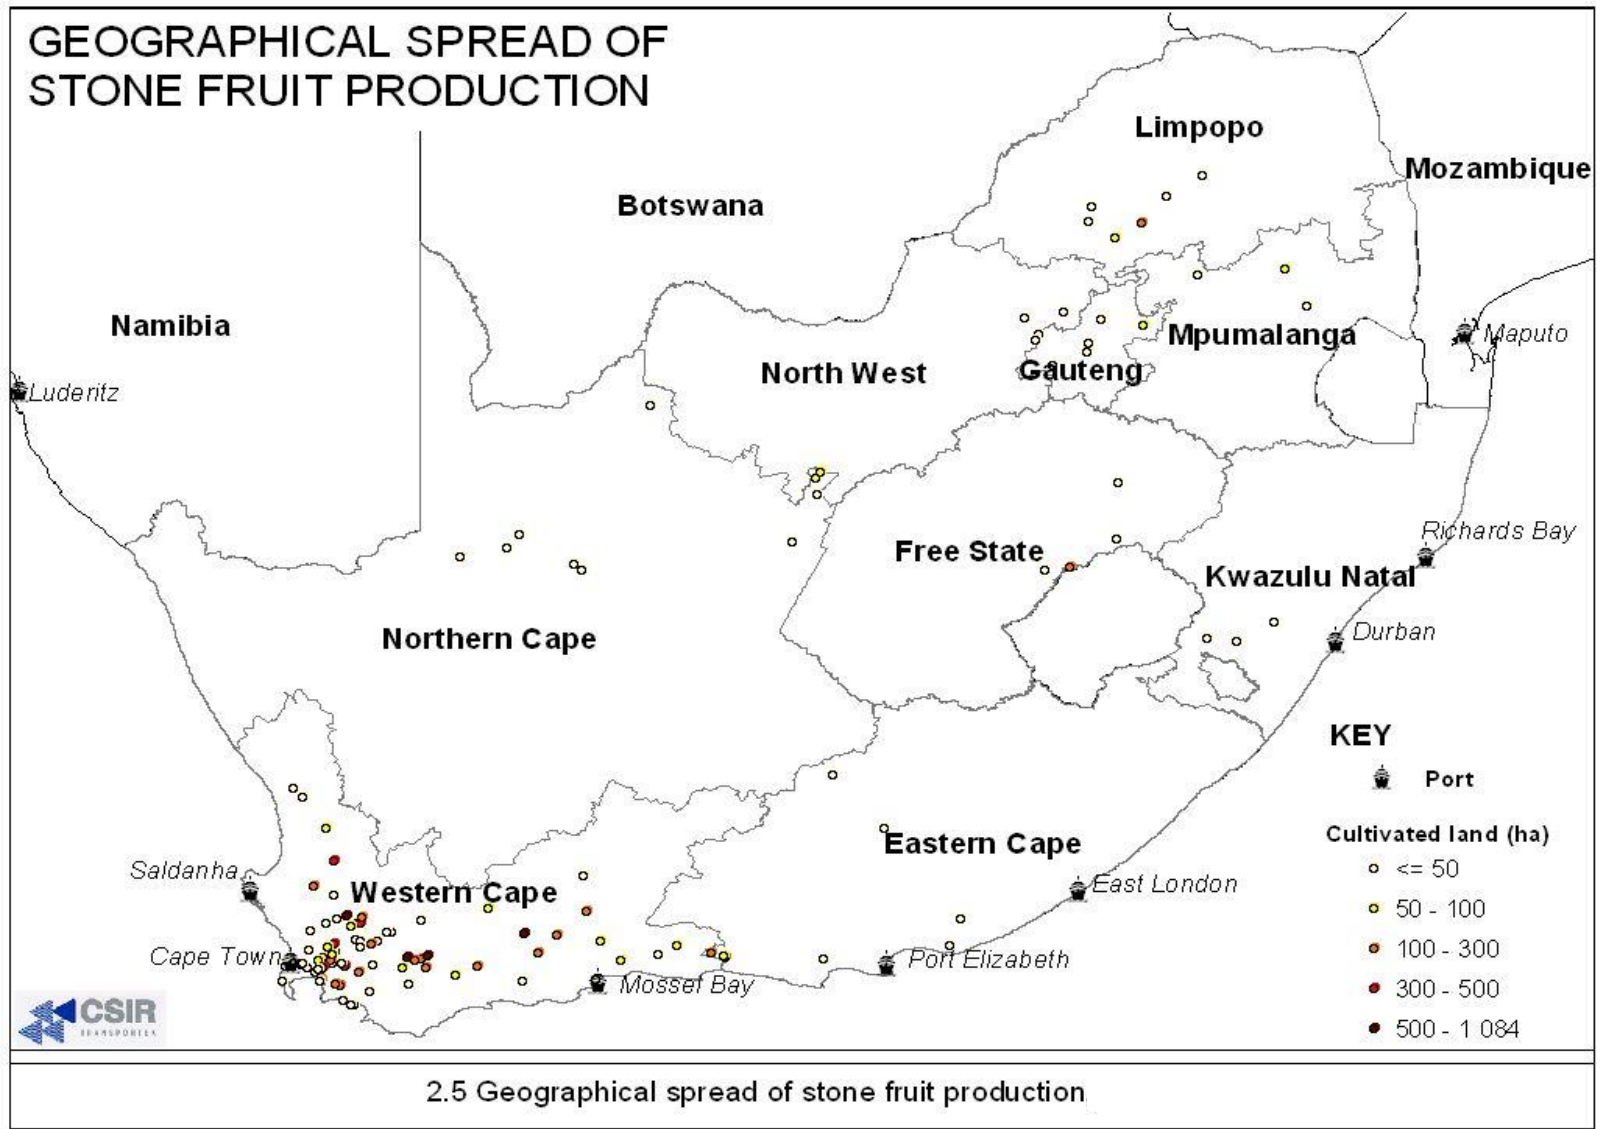 GEOGRAPHICAL SPREAD OF
STONE FRUIT PRODUCTION
Limpopo
Mozambique
Botswana
Namibia
Maputo
Mpumalanga
North West
Gauteng
Luderitz
Richards Bay
Free State
Kwazulu Natal
Durban
Northern Cape
KEY
Port
Cultivated land (ha)
<= 50
50 - 100
100 - 300
300 - 500
500 - 1 084
Eastern Cape
Saldanha
Western Cape
East London
Cape Town
Port Elizabeth
Mossel Bay
CSIR
2.5 Geographical spread of stone fruit production